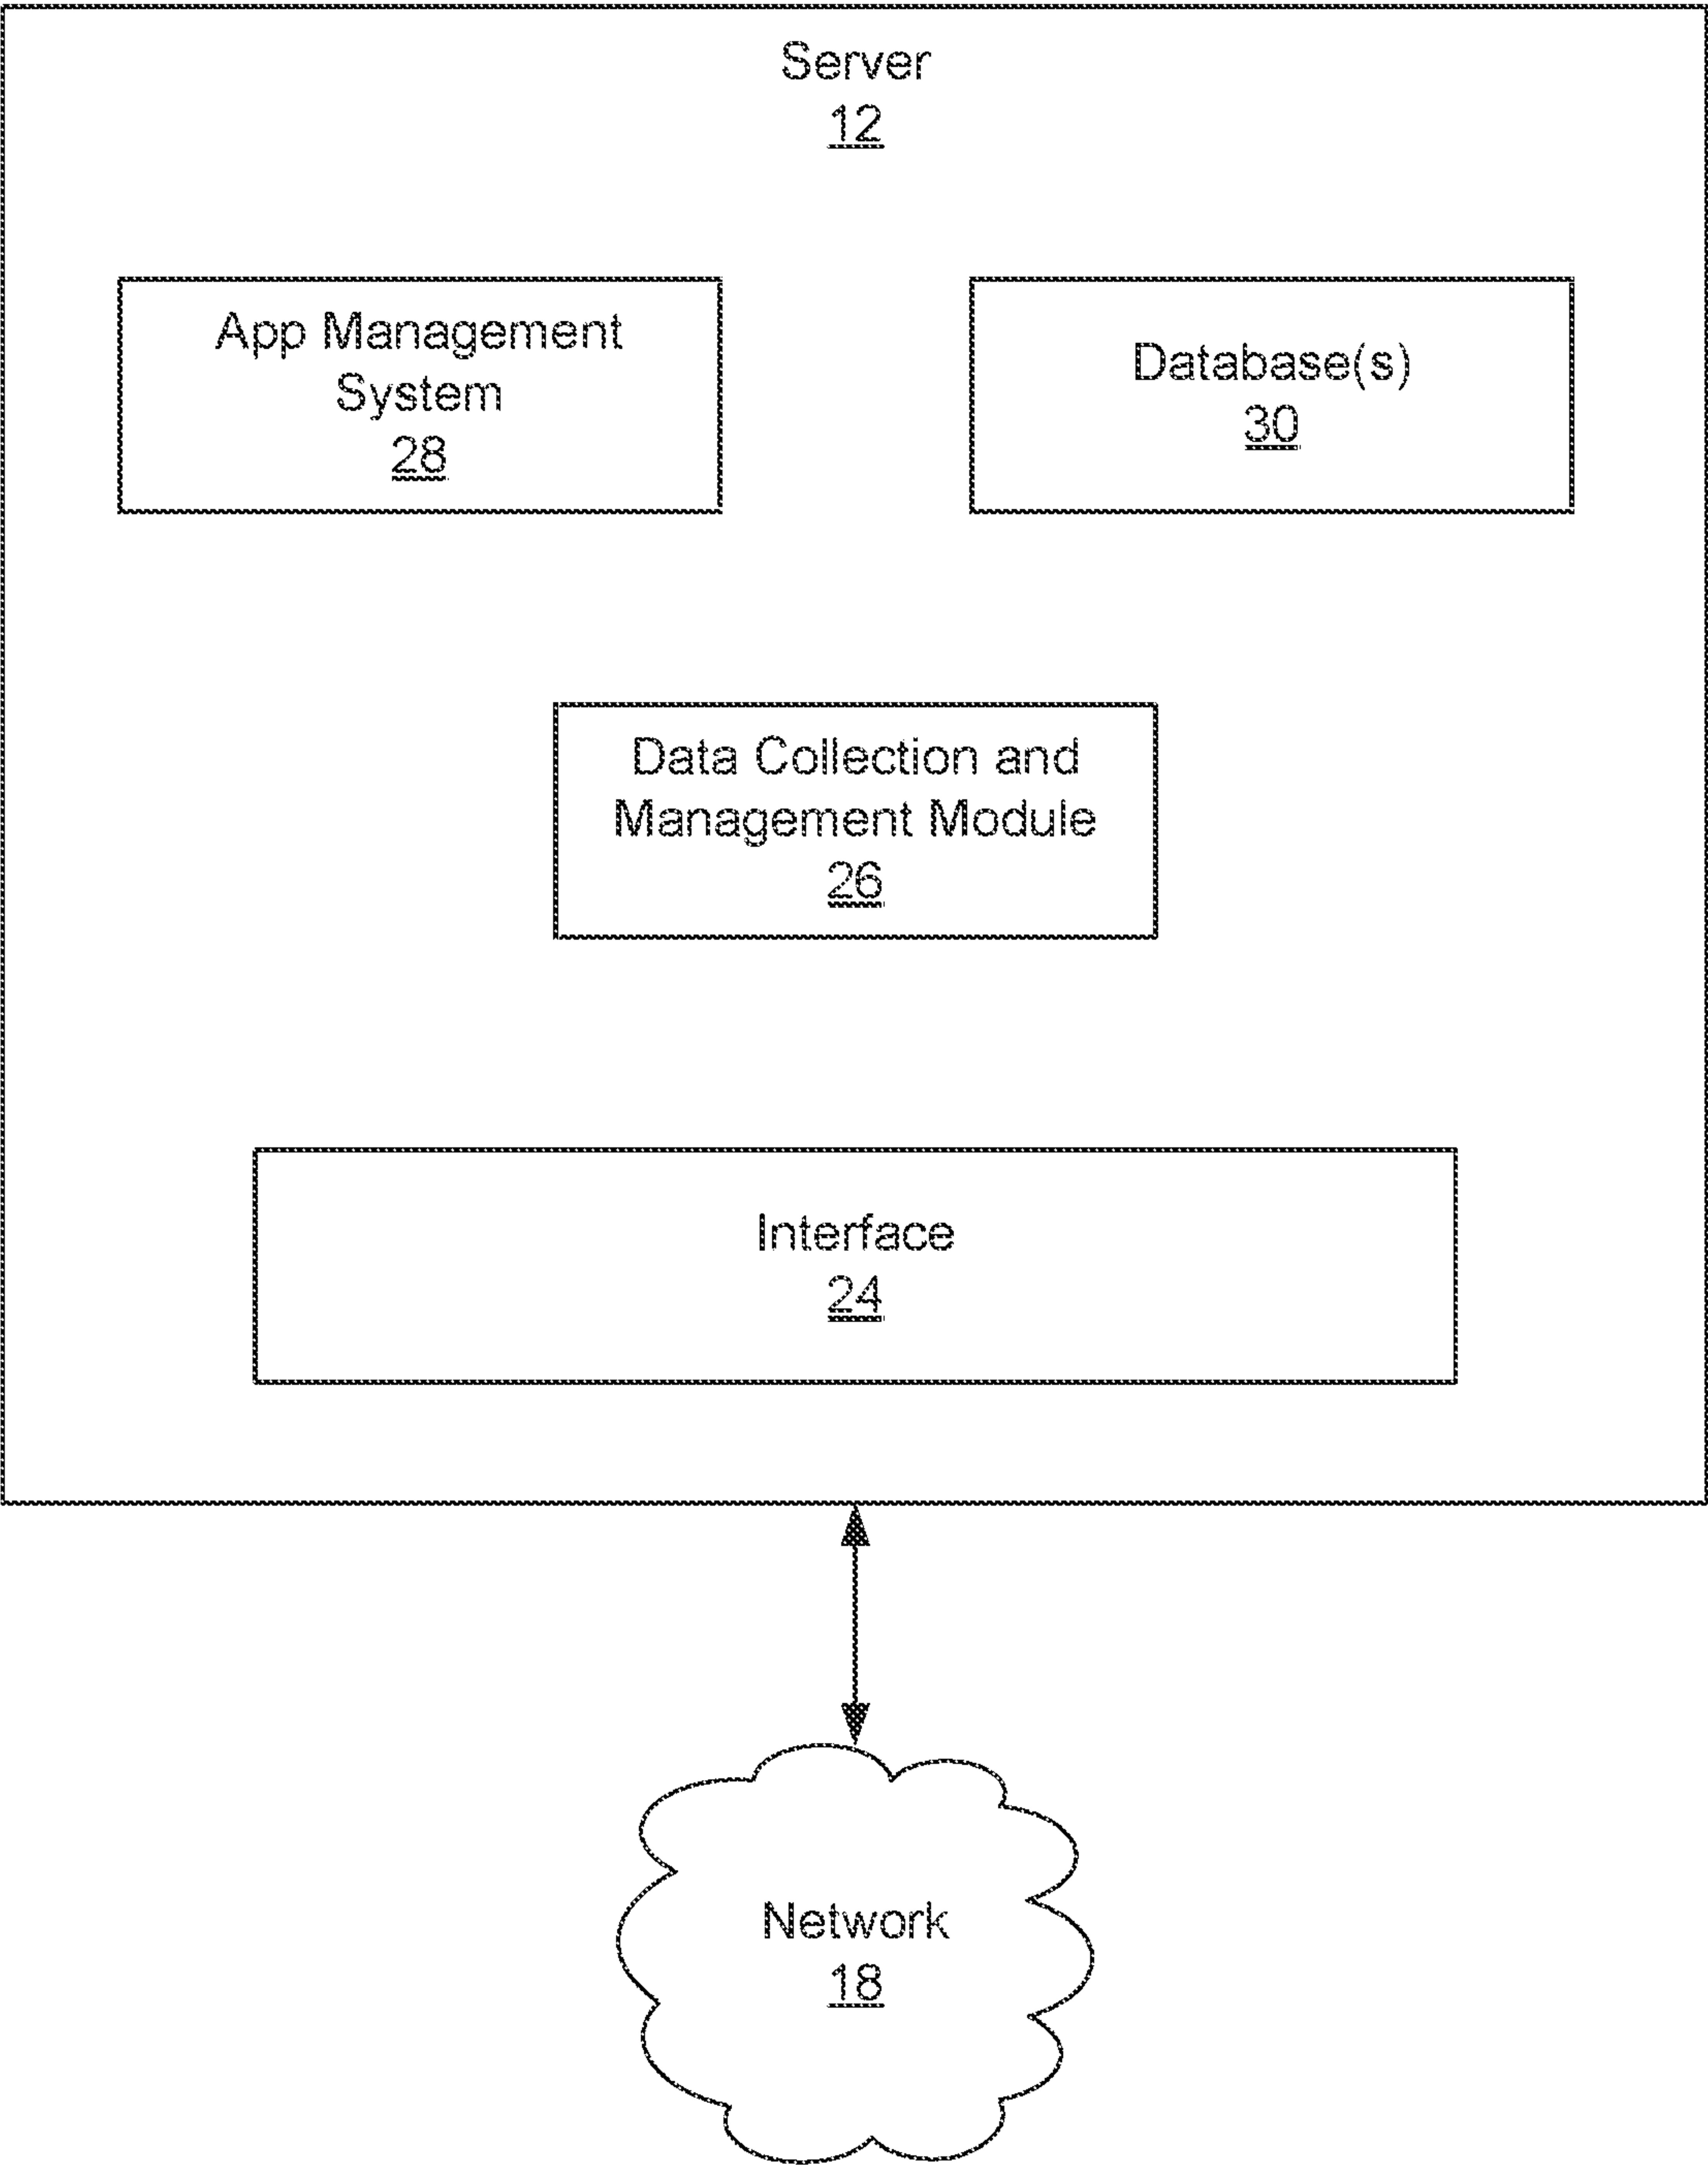 Server
12
App Management
System
28
Database(s)
30
Data Collection and
Management Module
26
Interface
24
Network
18